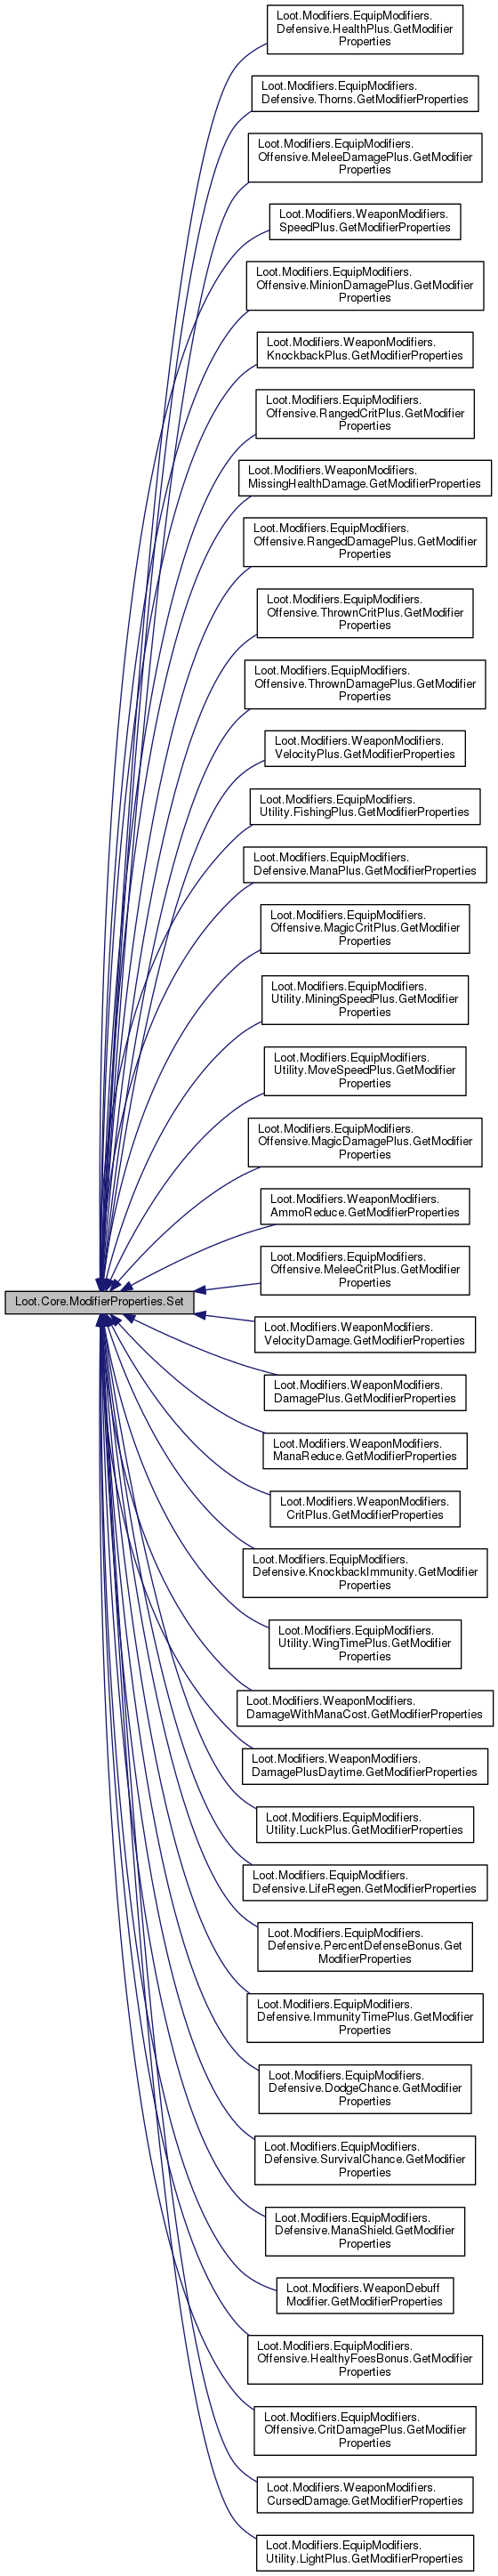 Loot.Modifiers.EquipModifiers.
Defensive.HealthPlus.GetModifier
Properties
Loot.Modifiers.EquipModifiers.
Defensive.Thorns.GetModifierProperties
Loot.Modifiers.EquipModifiers.
Offensive.MeleeDamagePlus.GetModifier
Properties
Loot.Modifiers.WeaponModifiers.
SpeedPlus.GetModifierProperties
Loot.Modifiers.EquipModifiers.
Offensive.MinionDamagePlus.GetModifier
Properties
Loot.Modifiers.WeaponModifiers.
KnockbackPlus.GetModifierProperties
Loot.Modifiers.EquipModifiers.
Offensive.RangedCritPlus.GetModifier
Properties
Loot.Modifiers.WeaponModifiers.
MissingHealthDamage.GetModifierProperties
Loot.Modifiers.EquipModifiers.
Offensive.RangedDamagePlus.GetModifier
Properties
Loot.Modifiers.EquipModifiers.
Offensive.ThrownCritPlus.GetModifier
Properties
Loot.Modifiers.EquipModifiers.
Offensive.ThrownDamagePlus.GetModifier
Properties
Loot.Modifiers.WeaponModifiers.
VelocityPlus.GetModifierProperties
Loot.Modifiers.EquipModifiers.
Utility.FishingPlus.GetModifierProperties
Loot.Modifiers.EquipModifiers.
Defensive.ManaPlus.GetModifierProperties
Loot.Modifiers.EquipModifiers.
Offensive.MagicCritPlus.GetModifier
Properties
Loot.Modifiers.EquipModifiers.
Utility.MiningSpeedPlus.GetModifier
Properties
Loot.Modifiers.EquipModifiers.
Utility.MoveSpeedPlus.GetModifier
Properties
Loot.Modifiers.EquipModifiers.
Offensive.MagicDamagePlus.GetModifier
Properties
Loot.Modifiers.WeaponModifiers.
AmmoReduce.GetModifierProperties
Loot.Modifiers.EquipModifiers.
Offensive.MeleeCritPlus.GetModifier
Properties
Loot.Core.ModifierProperties.Set
Loot.Modifiers.WeaponModifiers.
VelocityDamage.GetModifierProperties
Loot.Modifiers.WeaponModifiers.
DamagePlus.GetModifierProperties
Loot.Modifiers.WeaponModifiers.
ManaReduce.GetModifierProperties
Loot.Modifiers.WeaponModifiers.
CritPlus.GetModifierProperties
Loot.Modifiers.EquipModifiers.
Defensive.KnockbackImmunity.GetModifier
Properties
Loot.Modifiers.EquipModifiers.
Utility.WingTimePlus.GetModifier
Properties
Loot.Modifiers.WeaponModifiers.
DamageWithManaCost.GetModifierProperties
Loot.Modifiers.WeaponModifiers.
DamagePlusDaytime.GetModifierProperties
Loot.Modifiers.EquipModifiers.
Utility.LuckPlus.GetModifierProperties
Loot.Modifiers.EquipModifiers.
Defensive.LifeRegen.GetModifierProperties
Loot.Modifiers.EquipModifiers.
Defensive.PercentDefenseBonus.Get
ModifierProperties
Loot.Modifiers.EquipModifiers.
Defensive.ImmunityTimePlus.GetModifier
Properties
Loot.Modifiers.EquipModifiers.
Defensive.DodgeChance.GetModifier
Properties
Loot.Modifiers.EquipModifiers.
Defensive.SurvivalChance.GetModifier
Properties
Loot.Modifiers.EquipModifiers.
Defensive.ManaShield.GetModifier
Properties
Loot.Modifiers.WeaponDebuff
Modifier.GetModifierProperties
Loot.Modifiers.EquipModifiers.
Offensive.HealthyFoesBonus.GetModifier
Properties
Loot.Modifiers.EquipModifiers.
Offensive.CritDamagePlus.GetModifier
Properties
Loot.Modifiers.WeaponModifiers.
CursedDamage.GetModifierProperties
Loot.Modifiers.EquipModifiers.
Utility.LightPlus.GetModifierProperties